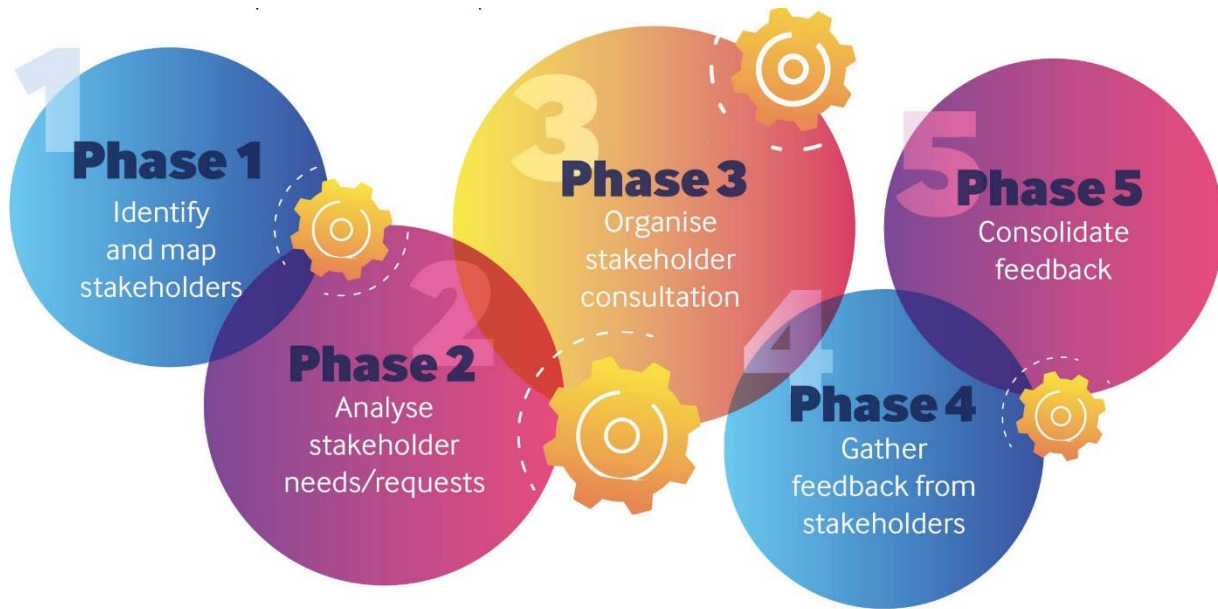 1
Phase 1
Identify
and map
stakeholders
2
Phase 2
Analyse
stakeholder
needs/requests
3
Phase 3
Organise
stakeholder
consultation
4
Phase 4
Gather
feedback from
stakeholders
5
Phase 5
Consolidate
feedback